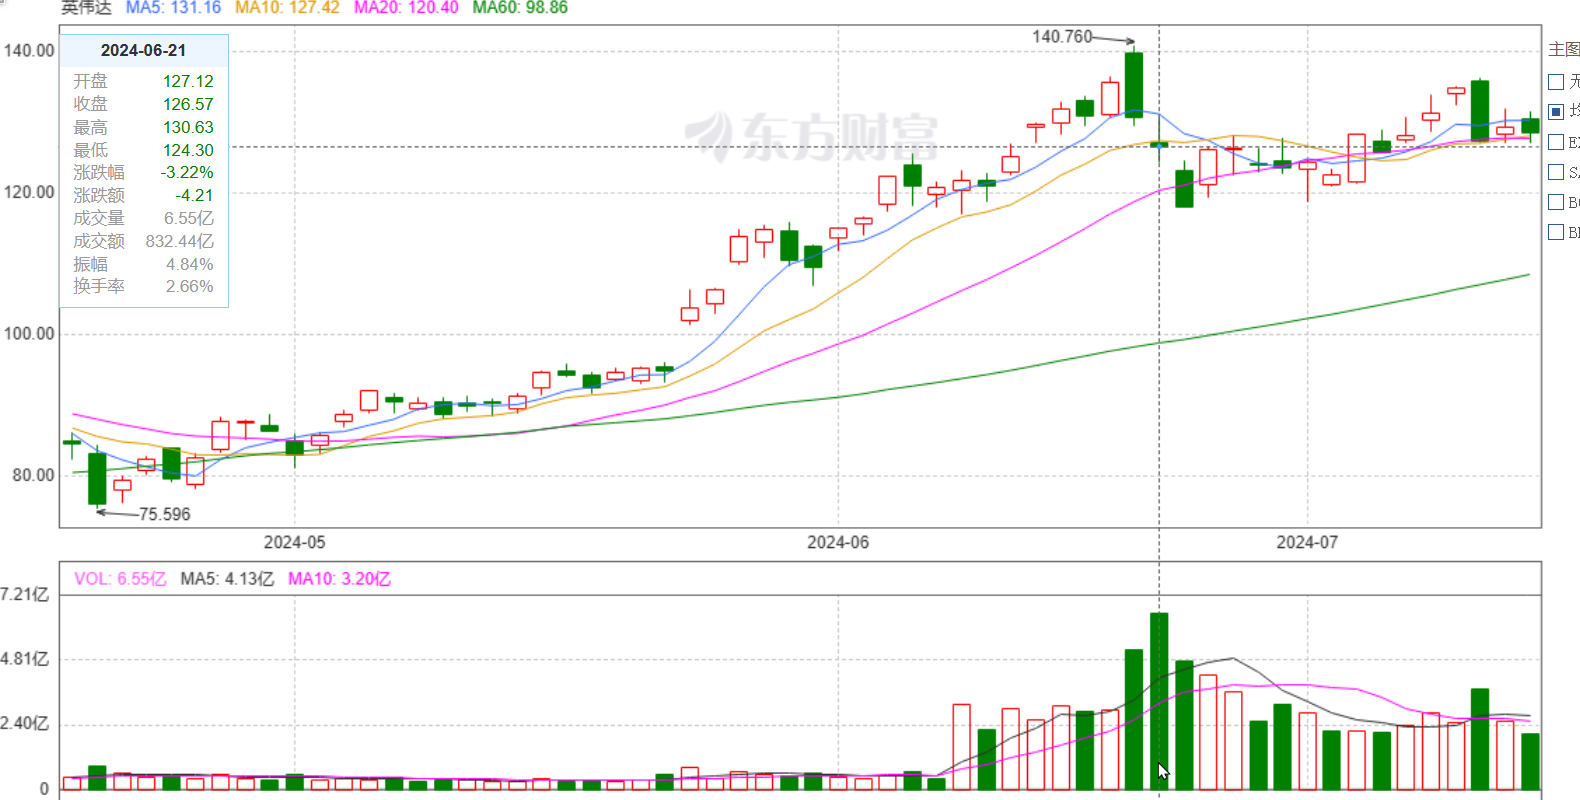 英伟达 MA5: 131.16 MA10: 127.42 MA20: 120.40 MA60: 98.86
140.00
120.00
100.00
80.00
2024-06-21
开盘 127.12
收盘 126.57
最高 130.63
最低 124.30
涨跌幅 -3.22%
涨跌额 -4.21
成交量 6.55亿
成交额 832.44亿
振幅 4.84%
换手率 2.66%
140.760
东方财富
75.596
主图
2024-05 2024-06 2024-07
VOL: 6.55亿 MA5: 4.13亿 MA10: 3.20亿
7.21亿
4.81亿
2.40亿
0